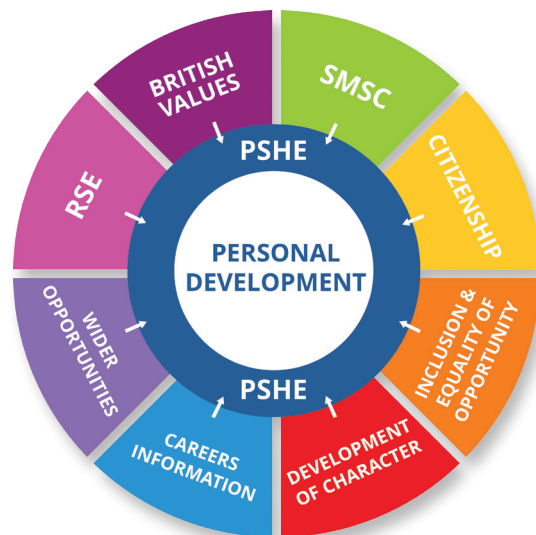 BRITISH
VALUES
SMSC
CITIZENSHIP
INCLUSION &
EQUALITY OF
OPPORTUNITY
DEVELOPMENT
OF CHARACTER
CAREERS
INFORMATION
WIDER
OPPORTUNITIES
RSE
PSHE
PERSONAL
DEVELOPMENT
PSHE